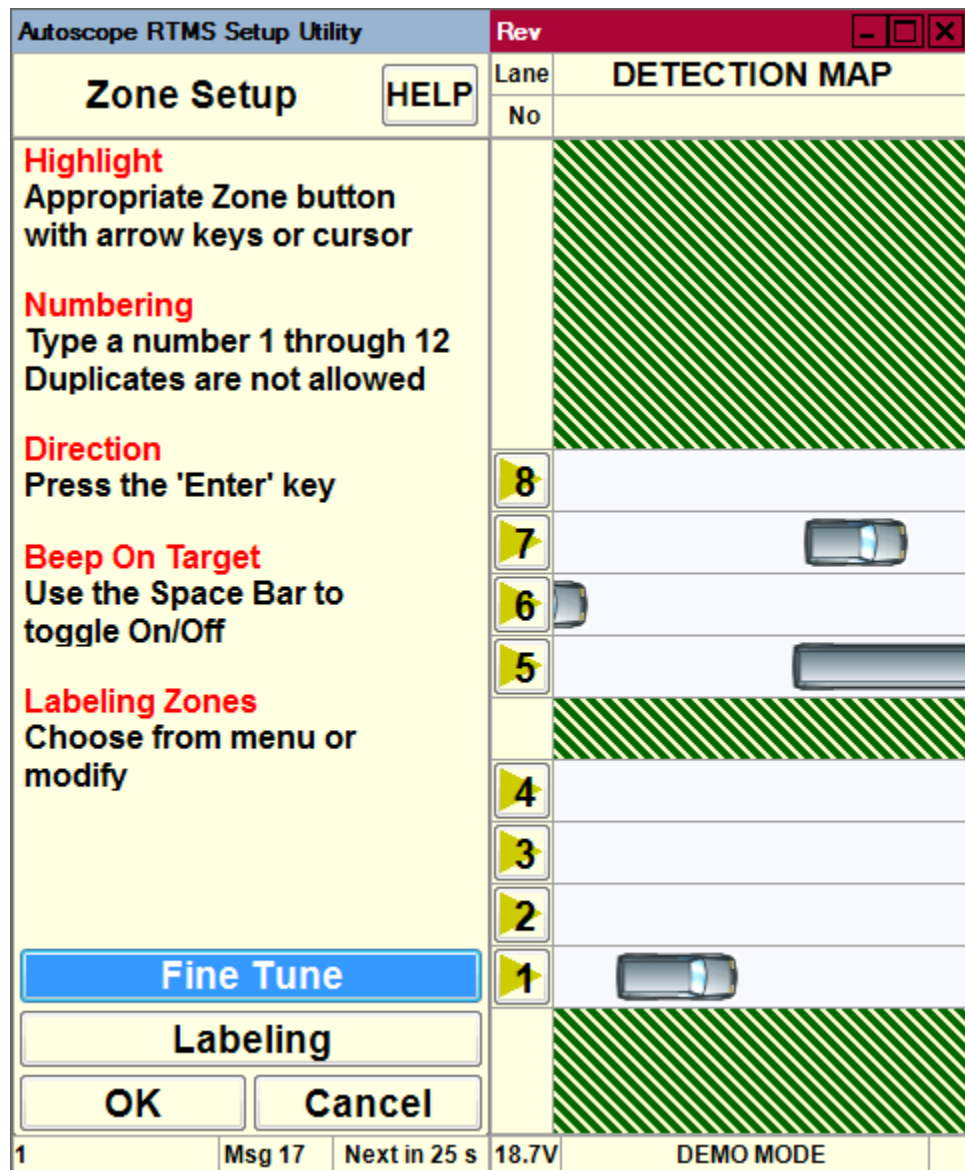 Autoscope RTMS Setup Utility
Rev
Zone Setup
HELP
Lane
No
DETECTION MAP
Highlight
Appropriate Zone button
with arrow keys or cursor
Numbering
Type a number 1 through 12
Duplicates are not allowed
Direction
Press the 'Enter' key
Beep On Target
Use the Space Bar to
toggle On/Off
Labeling Zones
Choose from menu or
modify
Fine Tune
Labeling
OK
Cancel
8
7
6
5
4
3
2
1
1
Msg 17
Next in 25 s
18.7V
DEMO MODE